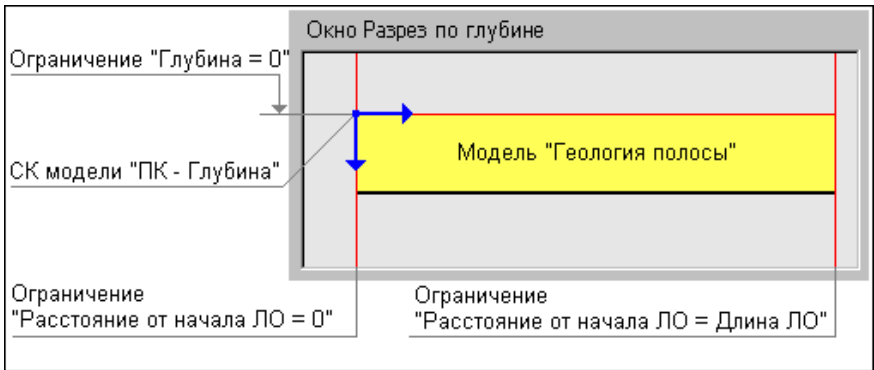 Окно Разрез по глубине
Ограничение "Глубина = 0"
Модель "Геология полосы"
СК модели "ПК - Глубина"
Ограничение
"Расстояние от начала ЛО = 0"
Ограничение
"Расстояние от начала ЛО = Длина ЛО"